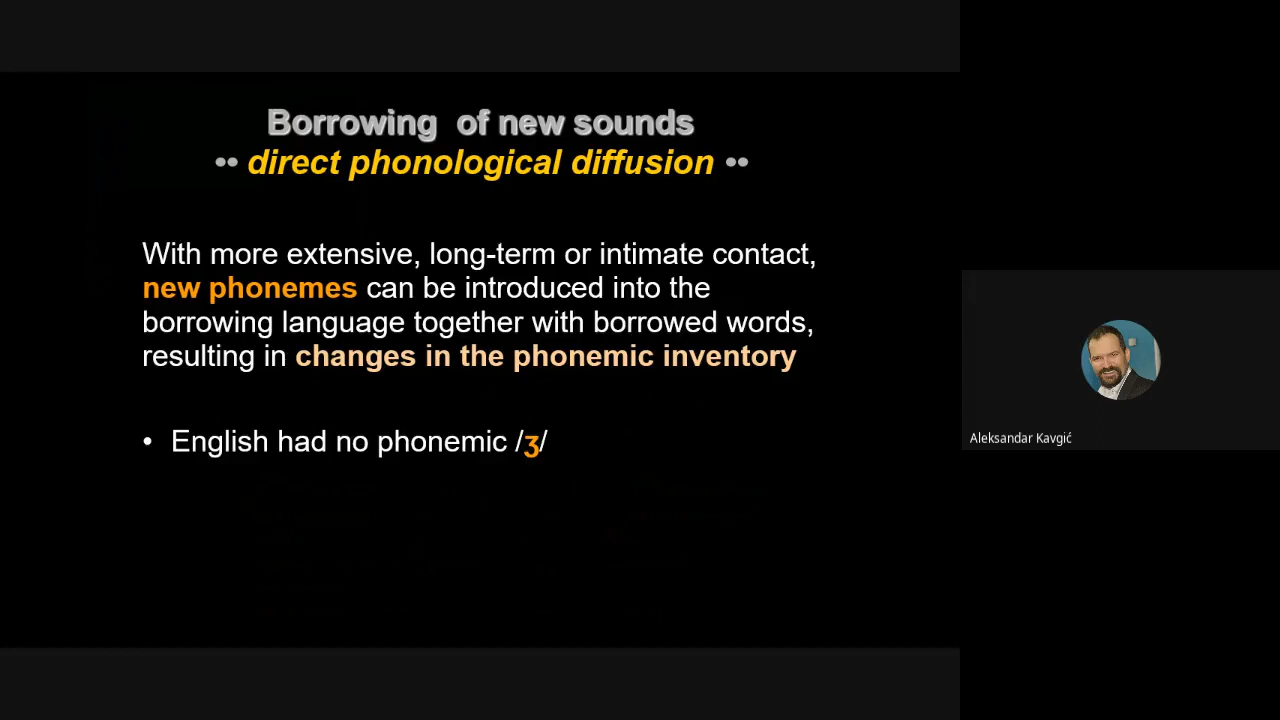 Borrowing of new sounds
•• direct phonological diffusion ••
With more extensive, long-term or intimate contact,
new phonemes can be introduced into the
borrowing language together with borrowed words,
resulting in changes in the phonemic inventory
• English had no phonemic /ʒ/
Aleksandar Kavgić